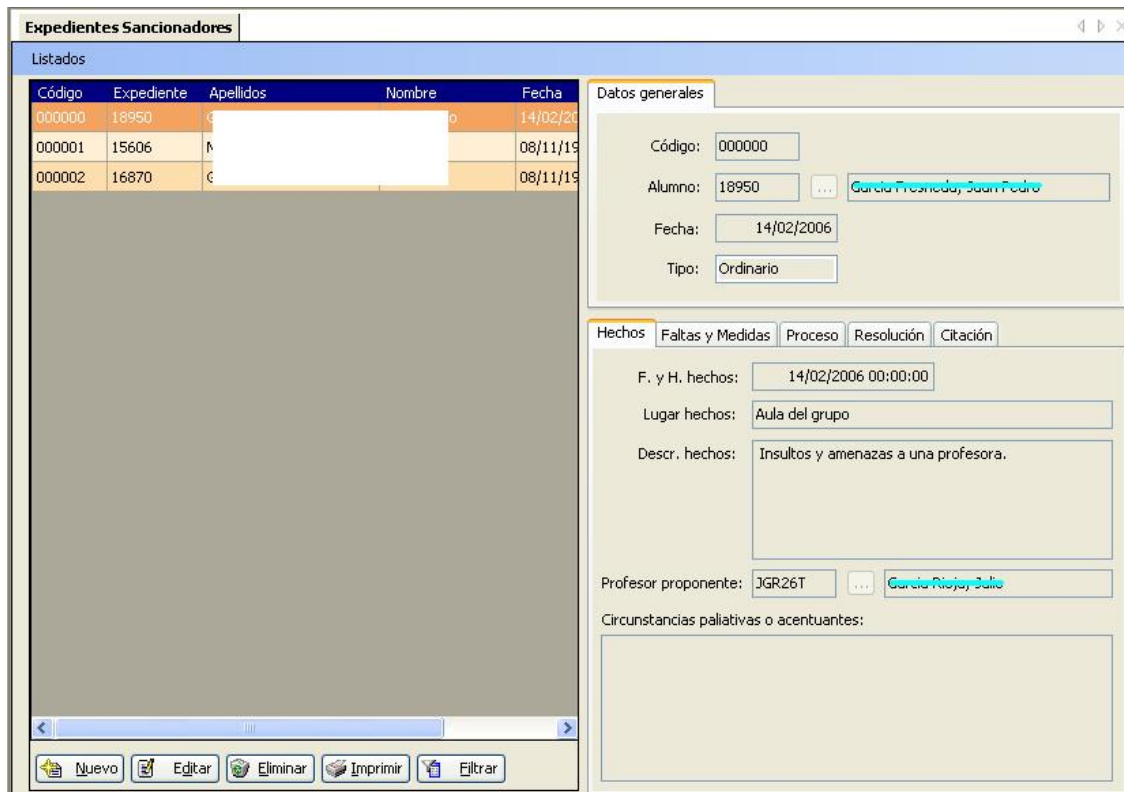 Expedientes Sancionadores
Listados
Código Expediente Apellidos Nombre Fecha
000000 18950 G o 14/02/20
000001 15606 M 08/11/19
000002 16870 G 08/11/19
Nuevo Editar Eliminar Imprimir Filtrar
Datos generales
Código: 000000
Alumno: 18950 ...
Fecha: 14/02/2006
Tipo: Ordinario
Hechos Faltas y Medidas Proceso Resolución Citación
F. y H. hechos: 14/02/2006 00:00:00
Lugar hechos: Aula del grupo
Descr. hechos: Insultos y amenazas a una profesora.
Profesor proponente: JGR26T ...
Circunstancias paliativas o acentuantes: